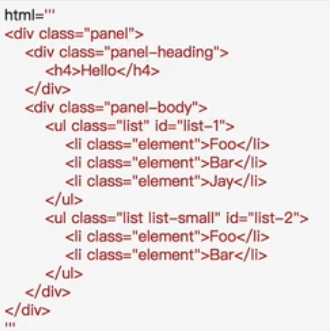 html='''
<div class="panel">
    <div class="panel-heading">
        <h4>Hello</h4>
    </div>
    <div class="panel-body">
        <ul class="list" id="list-1">
            <li class="element">Foo</li>
            <li class="element">Bar</li>
            <li class="element">Jay</li>
        </ul>
        <ul class="list list-small" id="list-2">
            <li class="element">Foo</li>
            <li class="element">Bar</li>
        </ul>
    </div>
</div>
'''